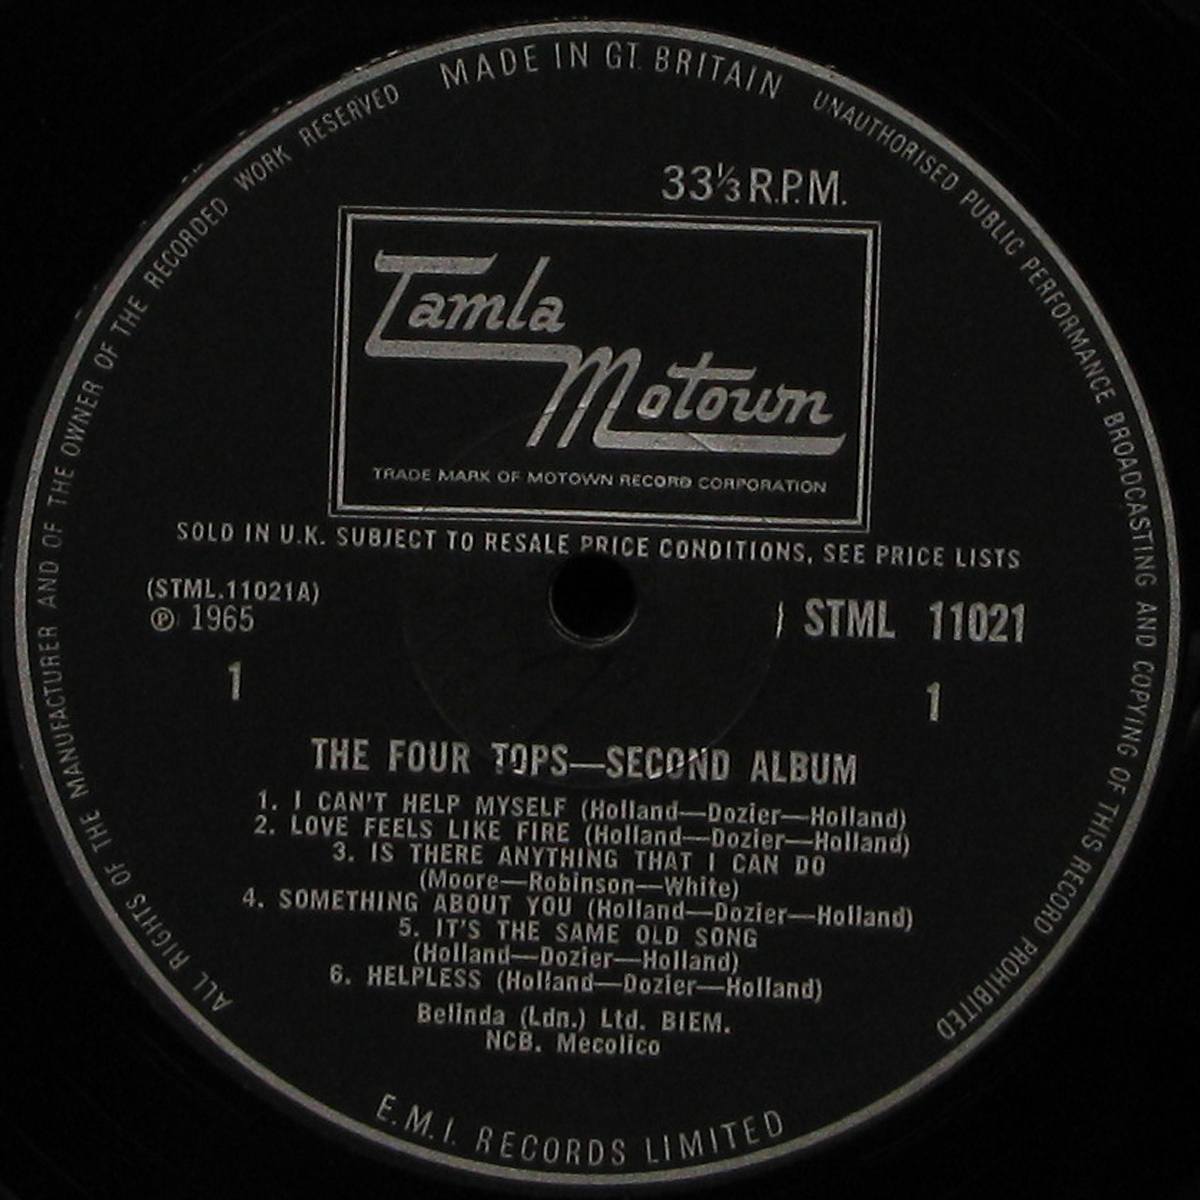 MADE IN GT. BRITAIN
UNAUTHORISED PUBLIC PERFORMANCE BROADCASTING AND COPYING OF THIS RECORD PROHIBITED
ALL RIGHTS OF THE MANUFACTURER AND OF THE OWNER OF THE RECORDED WORK RESERVED
33⅓ R.P.M.
Tamla
Motown
TRADE MARK OF MOTOWN RECORD CORPORATION
SOLD IN U.K. SUBJECT TO RESALE PRICE CONDITIONS, SEE PRICE LISTS
(STML.11021A)
℗ 1965
STML 11021
1
1
THE FOUR TOPS—SECOND ALBUM
1. I CAN'T HELP MYSELF (Holland—Dozier—Holland)
2. LOVE FEELS LIKE FIRE (Holland—Dozier—Holland)
3. IS THERE ANYTHING THAT I CAN DO
(Moore—Robinson—White)
4. SOMETHING ABOUT YOU (Holland—Dozier—Holland)
5. IT'S THE SAME OLD SONG
(Holland—Dozier—Holland)
6. HELPLESS (Holland—Dozier—Holland)
Belinda (Ldn.) Ltd. BIEM.
NCB. Mecolico
E.M.I. RECORDS LIMITED